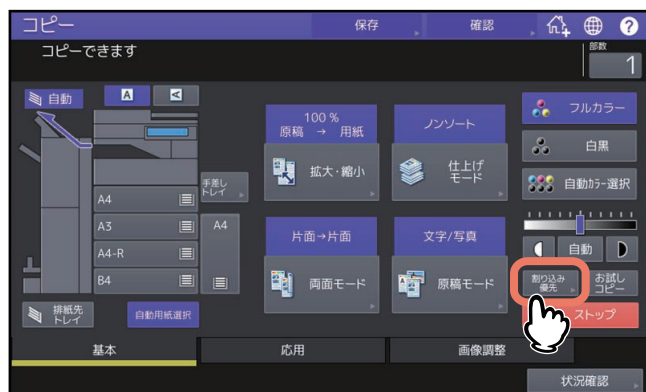 コピー
保存
確認
?
コピーできます
部数
1
自動
A
A
フルカラー
100 %
原稿 → 用紙
ノンソート
白黒
拡大・縮小
仕上げ
モード
自動カラー選択
手差し
トレイ
A4
A3
A4
A4-R
B4
片面→片面
文字/写真
自動
両面モード
原稿モード
割り込み
優先
お試し
コピー
排紙先
トレイ
自動用紙選択
ストップ
基本
応用
画像調整
状況確認